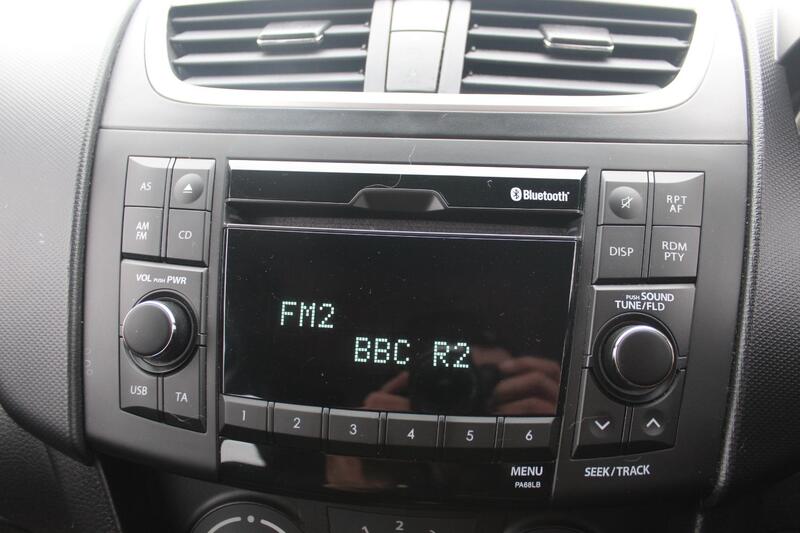 Bluetooth
AS
AM
FM
CD
RPT
AF
DISP
RDM
PTY
VOL PUSH PWR
PUSH SOUND
TUNE/FLD
FM2
BBC R2
USB
TA
1 2 3 4 5 6
MENU
PA68LB
SEEK/TRACK
2